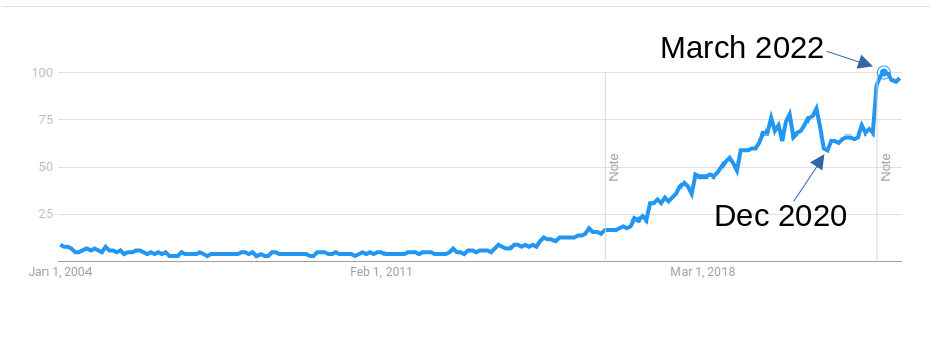 March 2022
100
75
50
25
Note
Note
Dec 2020
Jan 1, 2004
Feb 1, 2011
Mar 1, 2018